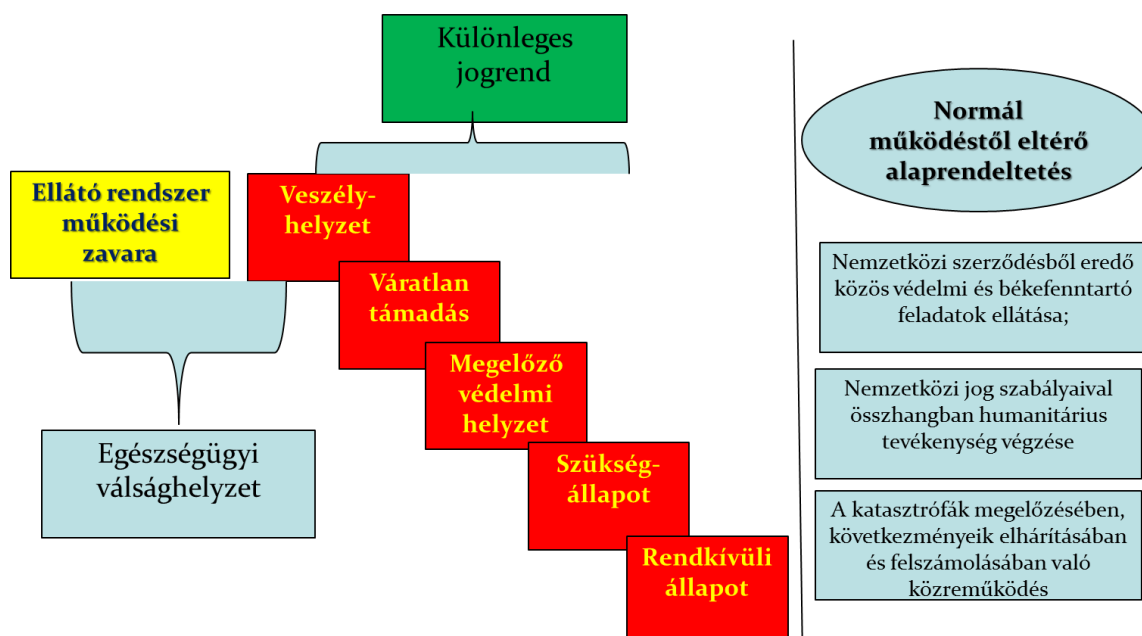 Különleges
jogrend
Ellátó rendszer
működési
zavara
Veszély-
helyzet
Váratlan
támadás
Megelőző
védelmi
helyzet
Szükség-
állapot
Rendkívüli
állapot
Egészségügyi
válsághelyzet
Normál
működéstől eltérő
alaprendeltetés
Nemzetközi szerződésből eredő
közös védelmi és békefenntartó
feladatok ellátása;
Nemzetközi jog szabályaival
összhangban humanitárius
tevékenység végzése
A katasztrófák megelőzésében,
következményeik elhárításában
és felszámolásában való
közreműködés